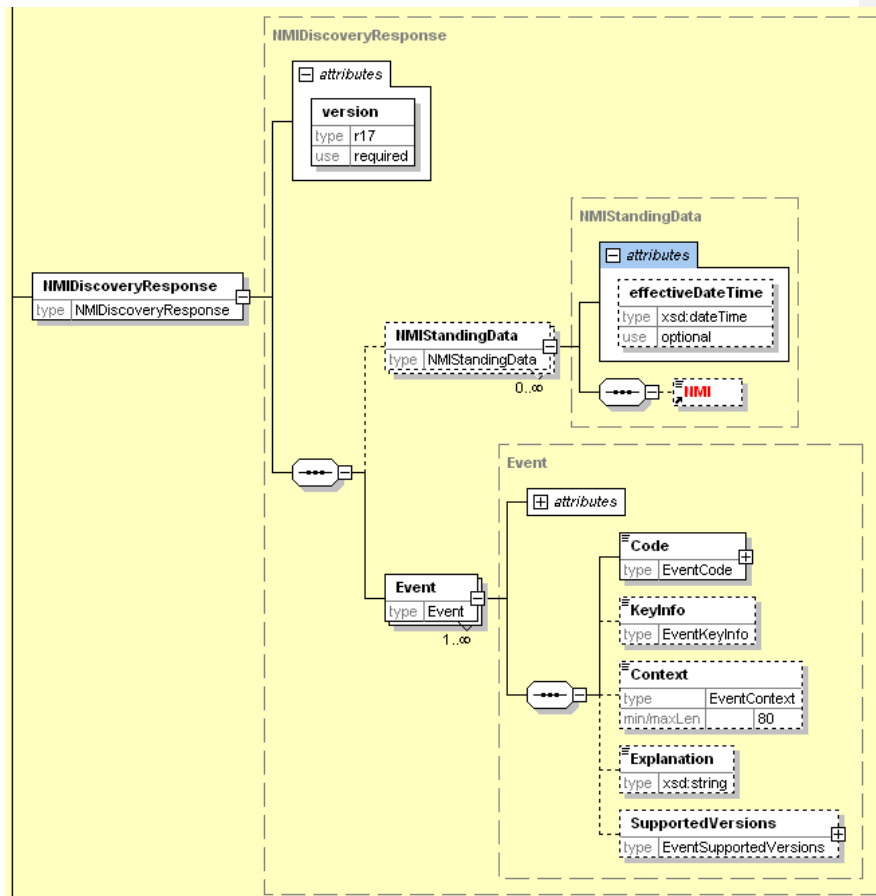 NMIDiscoveryResponse
attributes
version
type r17
use required
NMIStandingData
attributes
effectiveDateTime
type xsd:dateTime
use optional
NMIDiscoveryResponse
type NMIDiscoveryResponse
NMIStandingData
type NMIStandingData
0..∞
NMI
Event
attributes
Code
type EventCode
Event
type Event
1..∞
KeyInfo
type EventKeyInfo
Context
type EventContext
min/maxLen 80
Explanation
type xsd:string
SupportedVersions
type EventSupportedVersions